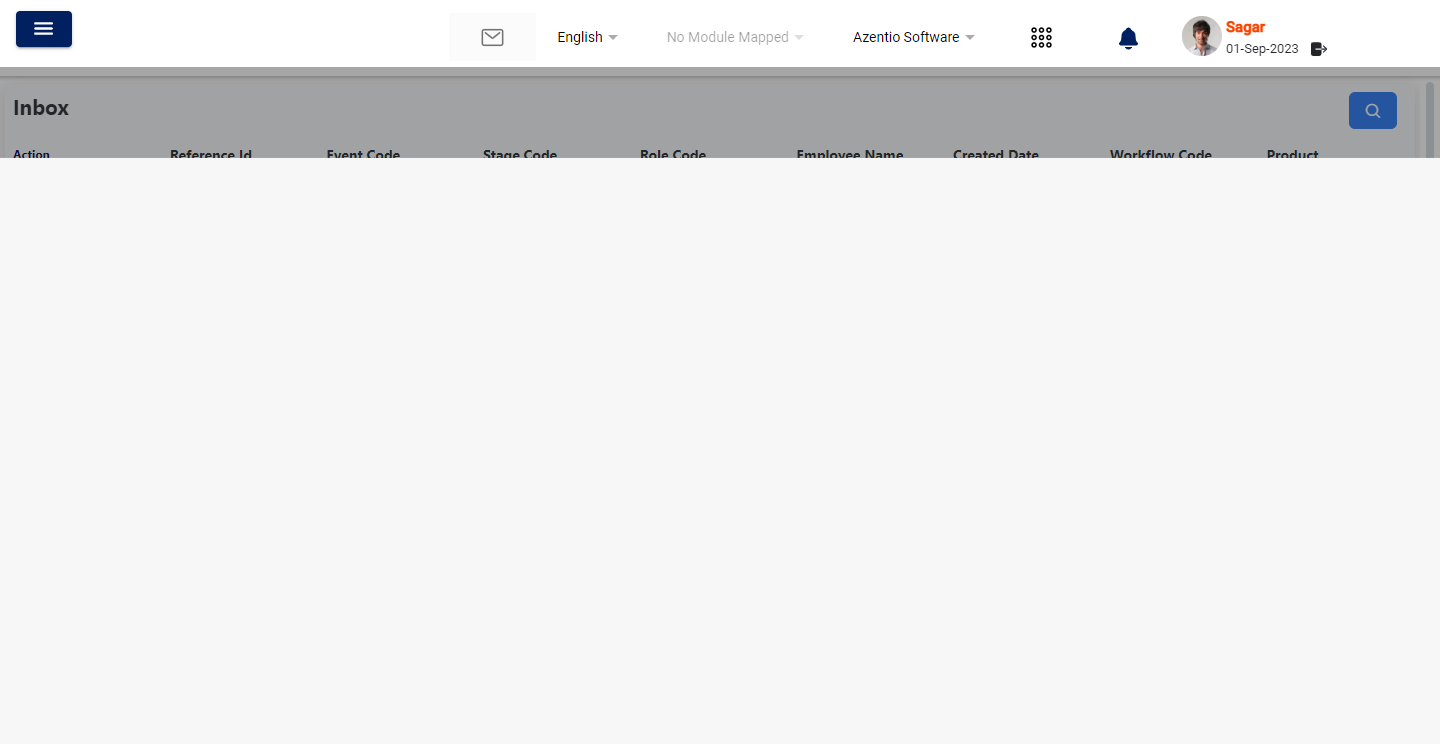 English
No Module Mapped
Azentio Software
Sagar
01-Sep-2023
Inbox
Action Reference Id Event Code Stage Code Role Code Employee Name Created Date Workflow Code Product